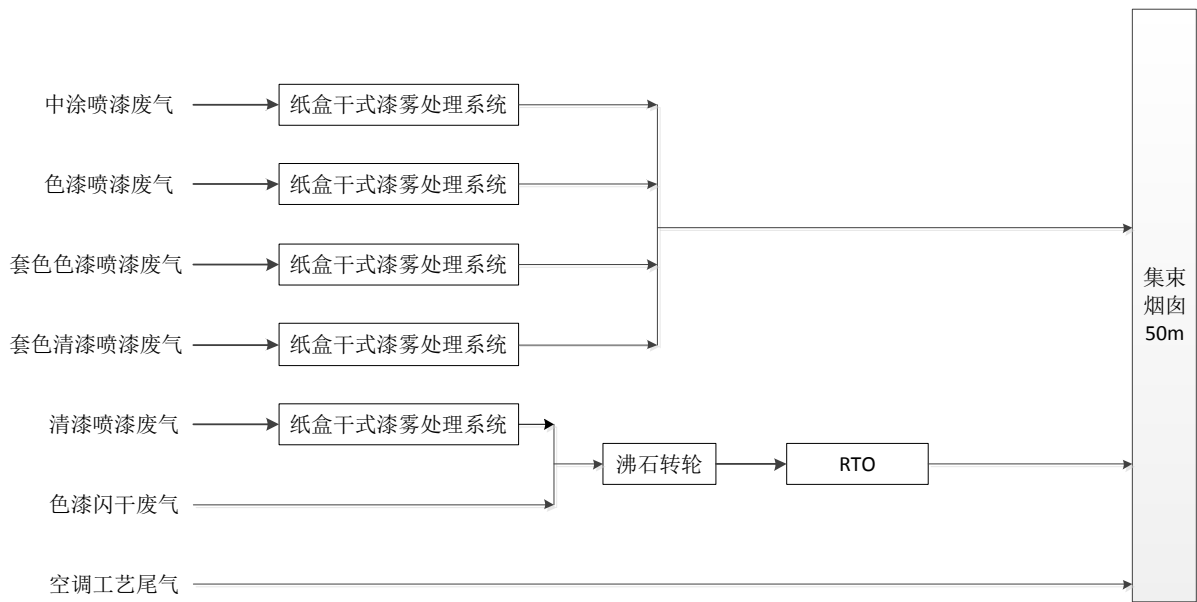 中涂喷漆废气
纸盒干式漆雾处理系统
色漆喷漆废气
纸盒干式漆雾处理系统
套色色漆喷漆废气
纸盒干式漆雾处理系统
套色清漆喷漆废气
纸盒干式漆雾处理系统
清漆喷漆废气
纸盒干式漆雾处理系统
沸石转轮
RTO
色漆闪干废气
空调工艺尾气
集束
烟囱
50m